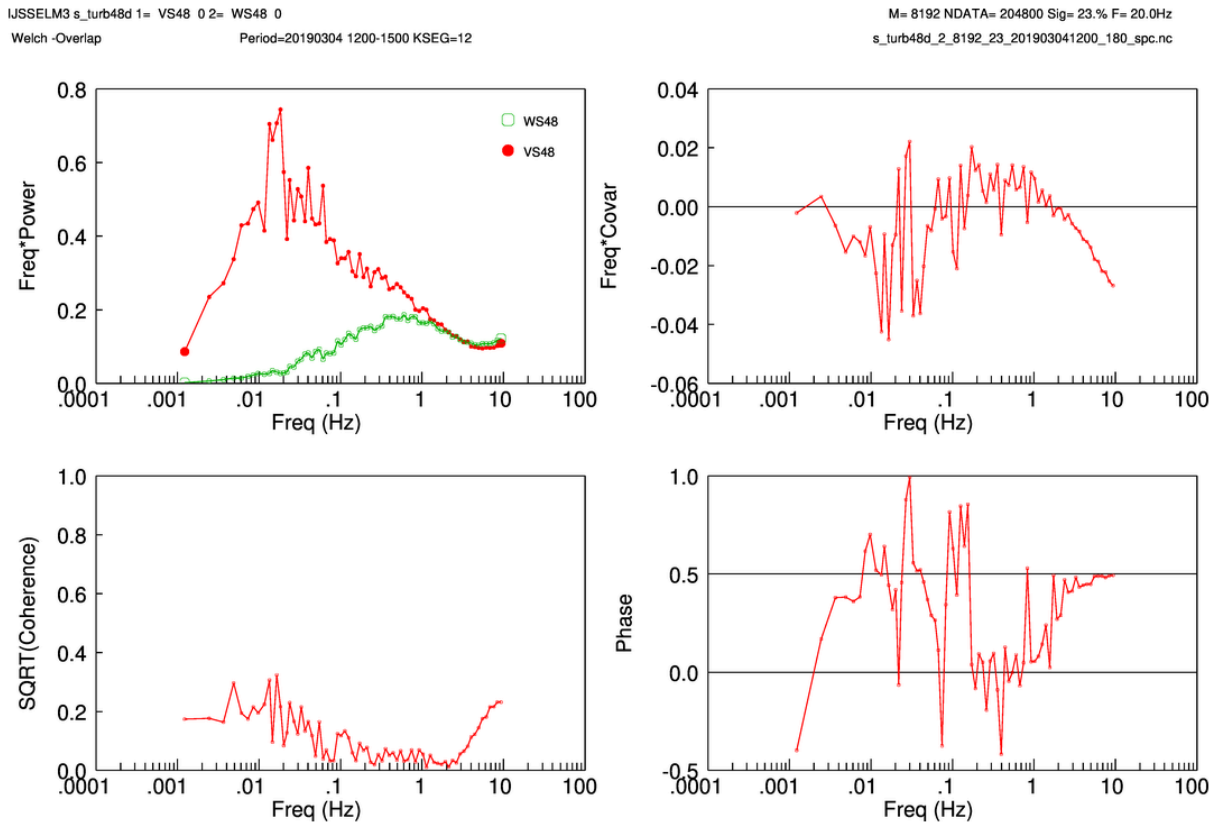 IJSSELM3 s_turb48d 1= VS48 0 2= WS48 0
M= 8192 NDATA= 204800 Sig= 23.% F= 20.0Hz
Welch -Overlap
Period=20190304 1200-1500 KSEG=12
s_turb48d_2_8192_23_201903041200_180_spc.nc
0.8
0.6
0.4
0.2
0.0
Freq*Power
WS48
VS48
.0001 .001 .01 .1 1 10 100
Freq (Hz)
0.04
0.02
0.00
-0.02
-0.04
-0.06
Freq*Covar
.0001 .001 .01 .1 1 10 100
Freq (Hz)
1.0
0.8
0.6
0.4
0.2
0.0
SQRT(Coherence)
.0001 .001 .01 .1 1 10 100
Freq (Hz)
1.0
0.5
0.0
-0.5
Phase
.0001 .001 .01 .1 1 10 100
Freq (Hz)